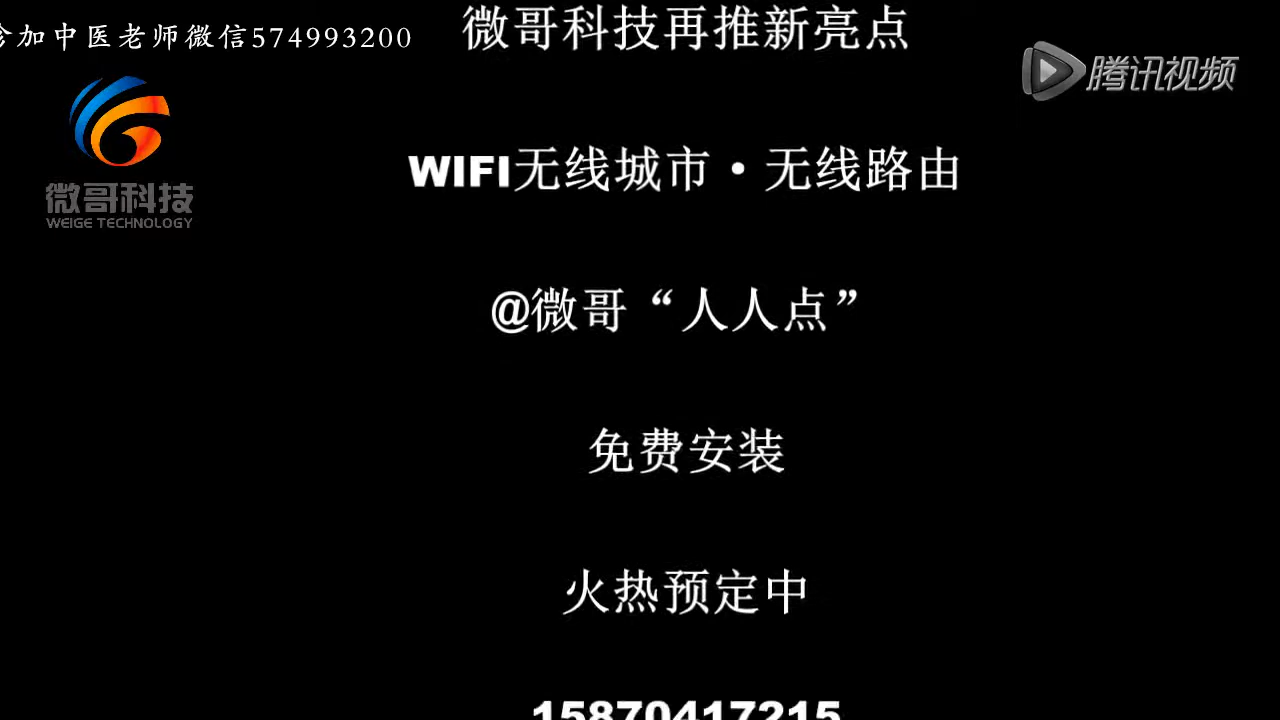 诊加中医老师微信574993200
微哥科技再推新亮点
腾讯视频
微哥科技
WEIGE TECHNOLOGY
WIFI无线城市·无线路由
@微哥“人人点”
免费安装
火热预定中
15870417215